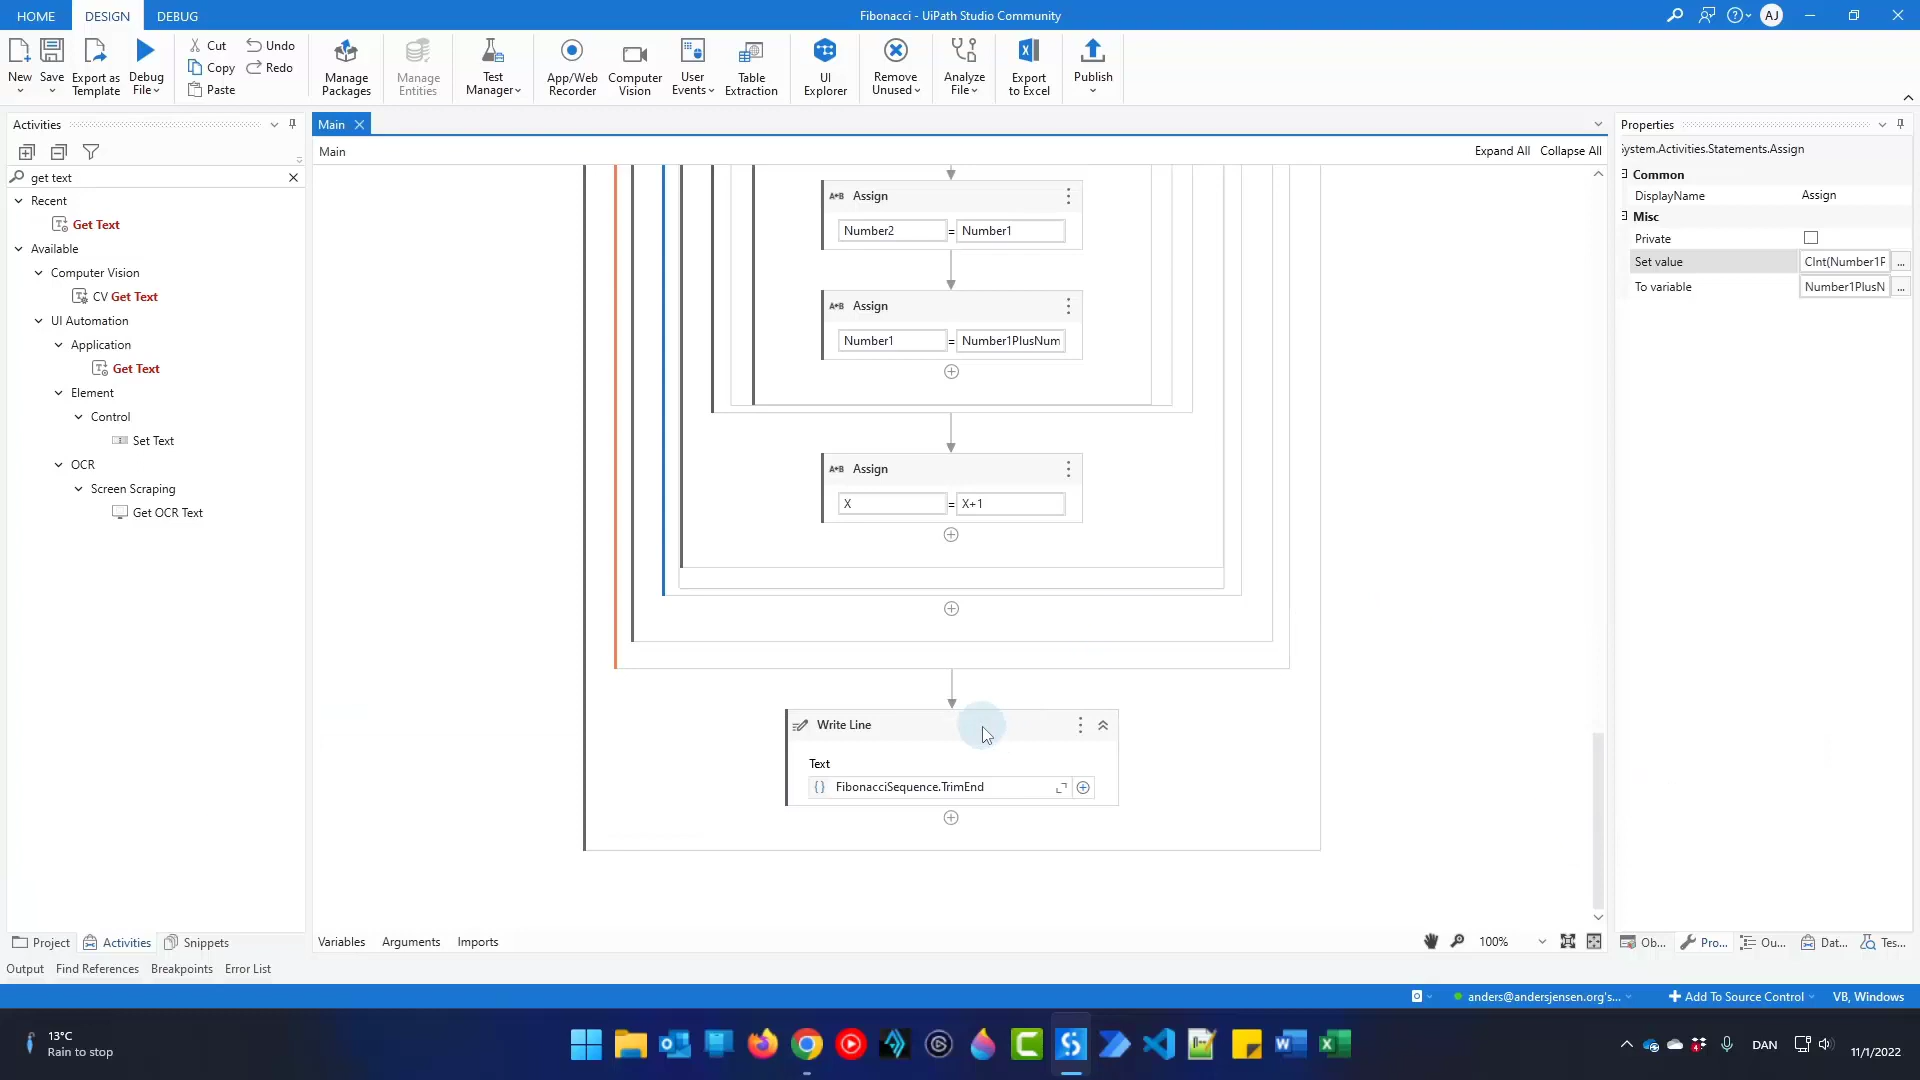 HOME DESIGN DEBUG Fibonacci - UiPath Studio Community AJ
New Save Export as Template Debug File Cut Copy Paste Undo Redo Manage Packages Manage Entities Test Manager App/Web Recorder Computer Vision User Events Table Extraction UI Explorer Remove Unused Analyze File Export to Excel Publish
Activities
get text
Recent
Get Text
Available
Computer Vision
CV Get Text
UI Automation
Application
Get Text
Element
Control
Set Text
OCR
Screen Scraping
Get OCR Text
Project Activities Snippets
Main
Main Expand All Collapse All
Assign
Number2 = Number1
Assign
Number1 = Number1PlusNum
Assign
X = X+1
Write Line
Text
FibonacciSequence.TrimEnd
Variables Arguments Imports 100%
Properties
System.Activities.Statements.Assign
Common
DisplayName Assign
Misc
Private
Set value CInt(Number1P ...
To variable Number1PlusN ...
Ob... Pro... Ou... Dat... Tes...
Output Find References Breakpoints Error List
anders@andersjensen.org's... Add To Source Control VB, Windows
13°C
Rain to stop
DAN
11/1/2022